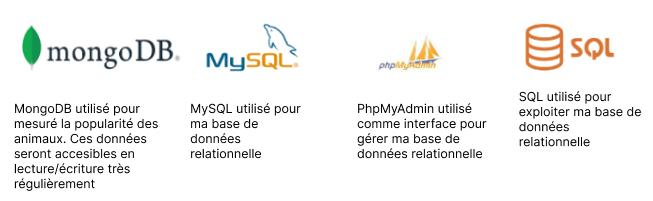 mongoDB®
MySQL®
phpMyAdmin
SQL
MongoDB utilisé pour
mesuré la popularité des
animaux. Ces données
seront accesibles en
lecture/écriture très
régulièrement
MySQL utilisé pour
ma base de
données
relationnelle
PhpMyAdmin utilisé
comme interface pour
gérer ma base de
données relationnelle
SQL utilisé pour
exploiter ma base de
données
relationnelle